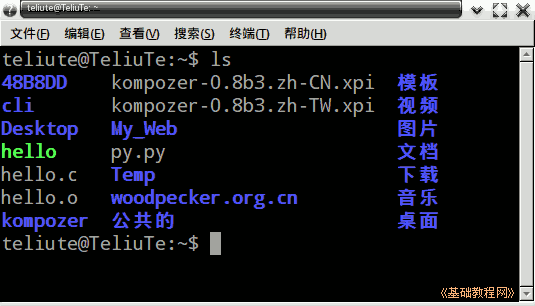 teliute@TeliuTe: ~
文件(F) 编辑(E) 查看(V) 搜索(S) 终端(T) 帮助(H)
teliute@TeliuTe:~$ ls
48B8DD kompozer-0.8b3.zh-CN.xpi 模板
cli kompozer-0.8b3.zh-TW.xpi 视频
Desktop My_Web 图片
hello py.py 文档
hello.c Temp 下载
hello.o woodpecker.org.cn 音乐
kompozer 公共的 桌面
teliute@TeliuTe:~$
《基础教程网》